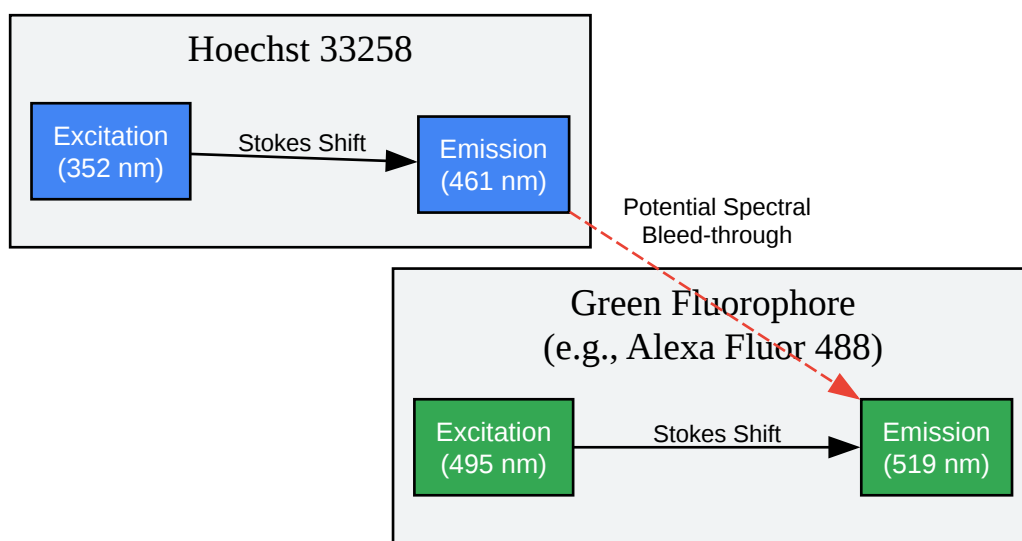 Hoechst 33258
Excitation
(352 nm)
Stokes Shift
Emission
(461 nm)
Potential Spectral
Bleed-through
Green Fluorophore
(e.g., Alexa Fluor 488)
Excitation
(495 nm)
Stokes Shift
Emission
(519 nm)